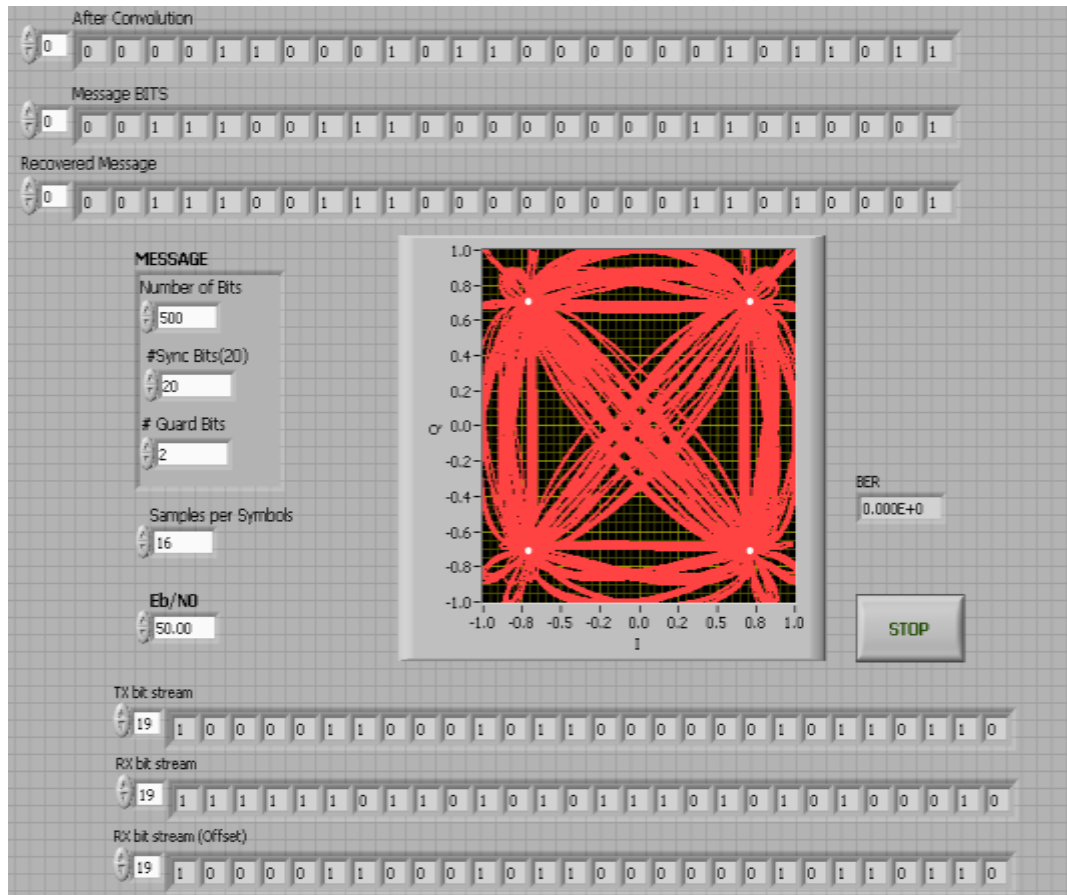 After Convolution
0 0 0 0 0 1 1 0 0 0 1 0 1 1 0 0 0 0 0 0 1 0 1 1 0 1 1
Message BITS
0 0 0 1 1 1 0 0 1 1 1 0 0 0 0 0 0 0 0 1 1 0 1 0 0 0 1
Recovered Message
0 0 0 1 1 1 0 0 1 1 1 0 0 0 0 0 0 0 0 1 1 0 1 0 0 0 1
MESSAGE
Number of Bits
500
#Sync Bits(20)
20
# Guard Bits
2
Samples per Symbols
16
Eb/N0
50.00
1.0
0.8
0.6
0.4
0.2
0.0
-0.2
-0.4
-0.6
-0.8
-1.0
Q
-1.0 -0.8 -0.5 -0.2 0.0 0.2 0.5 0.8 1.0
I
BER
0.000E+0
STOP
TX bit stream
19 1 0 0 0 0 1 1 0 0 0 1 0 1 1 0 0 0 0 0 0 1 0 1 1 0 1 1 0
RX bit stream
19 1 1 1 1 1 1 0 1 1 0 1 0 1 0 1 1 1 0 1 0 1 0 1 0 0 0 1 0
RX bit stream (Offset)
19 1 0 0 0 0 1 1 0 0 0 1 0 1 1 0 0 0 0 0 0 1 0 1 1 0 1 1 0